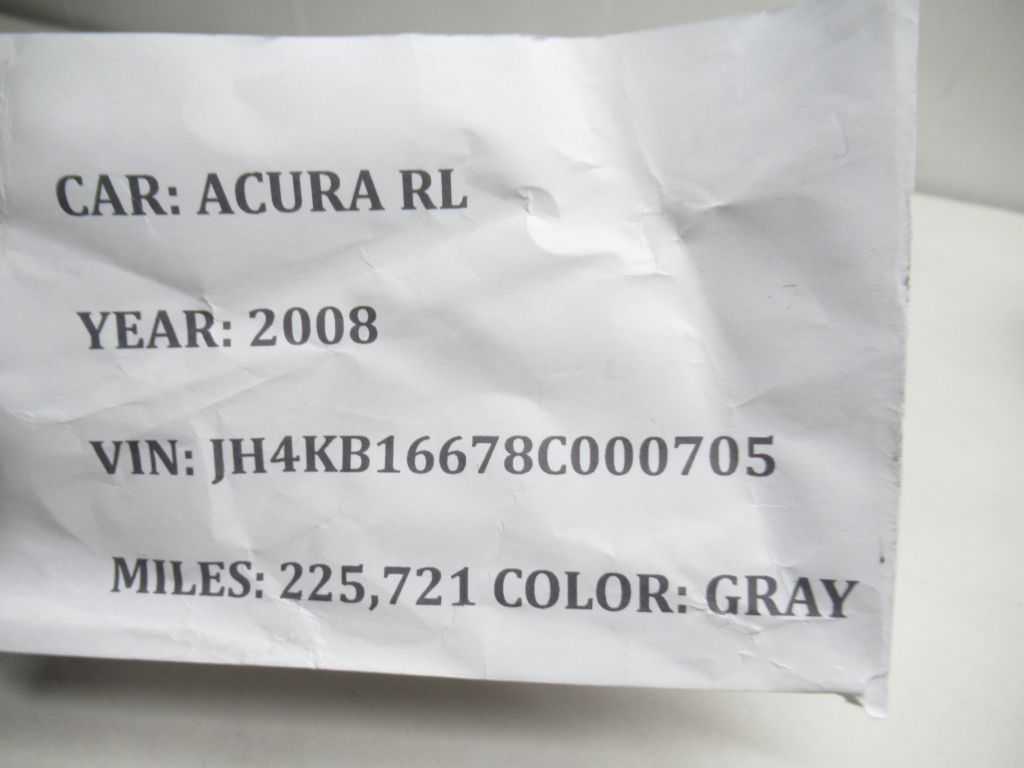 CAR: ACURA RL
YEAR: 2008
VIN: JH4KB16678C000705
MILES: 225,721 COLOR: GRAY